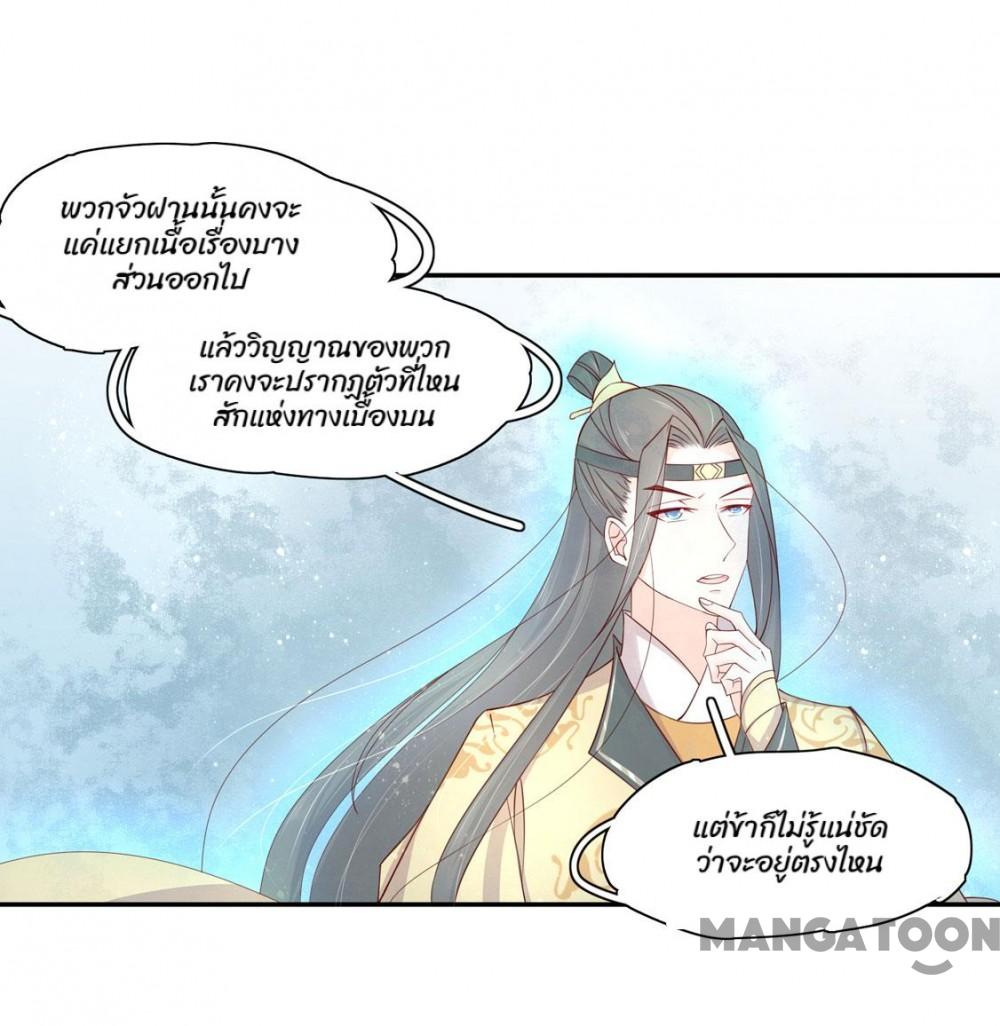 พวกจัวฝานนั้นคงจะ
แค่แยกเนื้อเรื่องบาง
ส่วนออกไป
แล้ววิญญาณของพวก
เราคงจะปรากฏตัวที่ไหน
สักแห่งทางเบื้องบน
แต่ข้าก็ไม่รู้แน่ชัด
ว่าจะอยู่ตรงไหน
MANGATOON